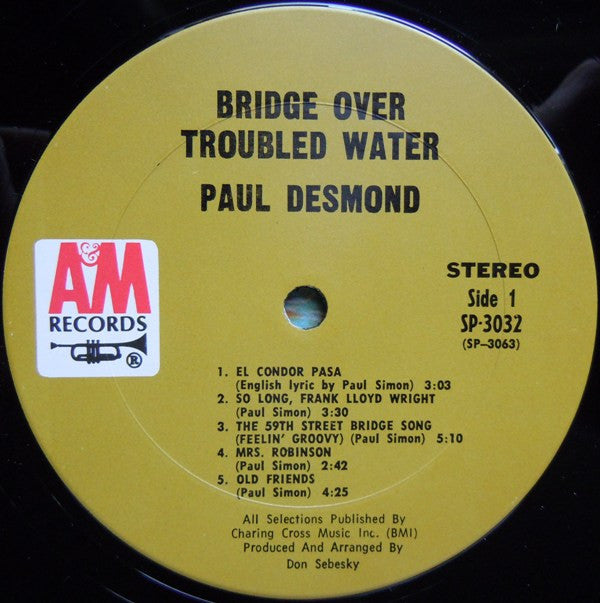 BRIDGE OVER
TROUBLED WATER
PAUL DESMOND
A&M
RECORDS
®
STEREO
Side 1
SP-3032
(SP-3063)
1. EL CONDOR PASA
(English lyric by Paul Simon) 3:03
2. SO LONG, FRANK LLOYD WRIGHT
(Paul Simon) 3:30
3. THE 59TH STREET BRIDGE SONG
(FEELIN' GROOVY) (Paul Simon) 5:10
4. MRS. ROBINSON
(Paul Simon) 2:42
5. OLD FRIENDS
(Paul Simon) 4:25
All Selections Published By
Charing Cross Music Inc. (BMI)
Produced And Arranged By
Don Sebesky